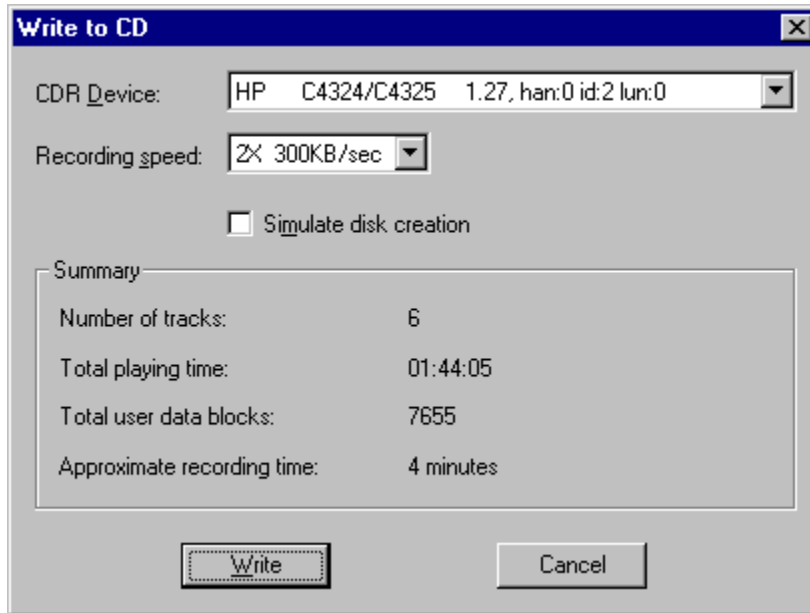 Write to CD
CDR Device: HP C4324/C4325 1.27, han:0 id:2 lun:0
Recording speed: 2X 300KB/sec
Simulate disk creation
Summary
Number of tracks: 6
Total playing time: 01:44:05
Total user data blocks: 7655
Approximate recording time: 4 minutes
Write Cancel